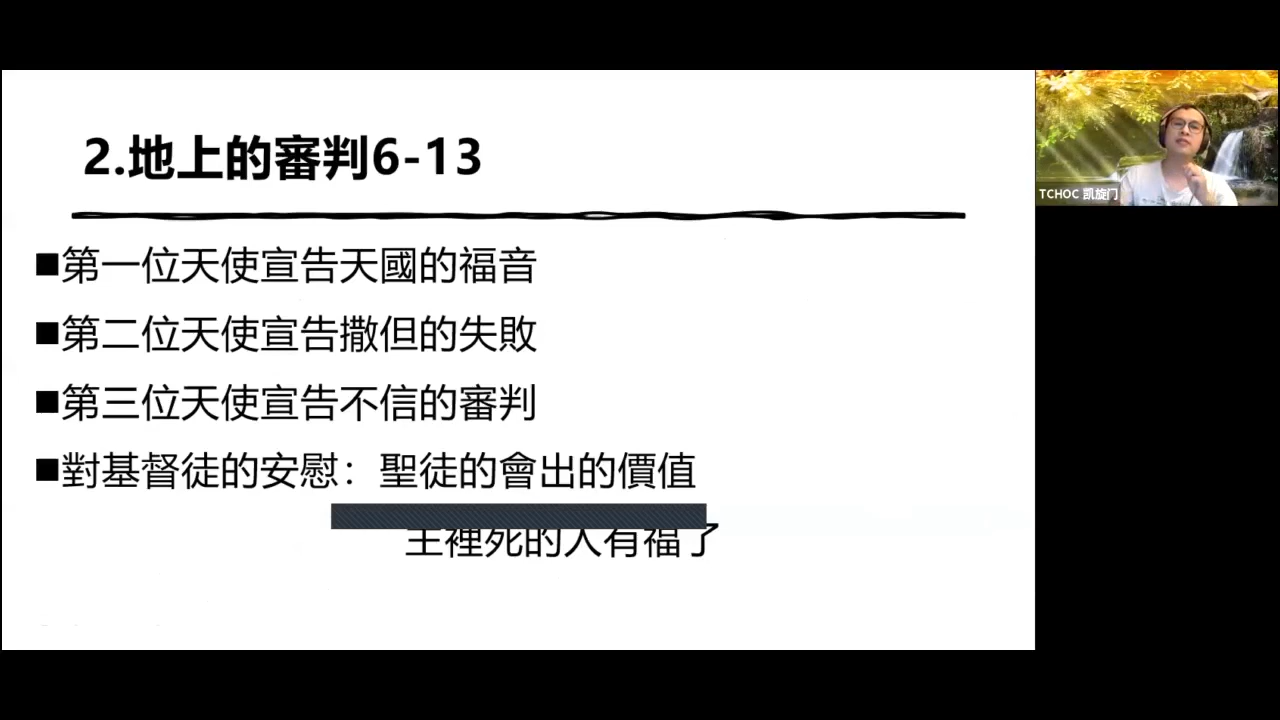 2.地上的審判6-13
■第一位天使宣告天國的福音
■第二位天使宣告撒但的失敗
■第三位天使宣告不信的審判
■對基督徒的安慰：聖徒的會出的價值
主裡死的人有福了
TCHOC 凯旋门